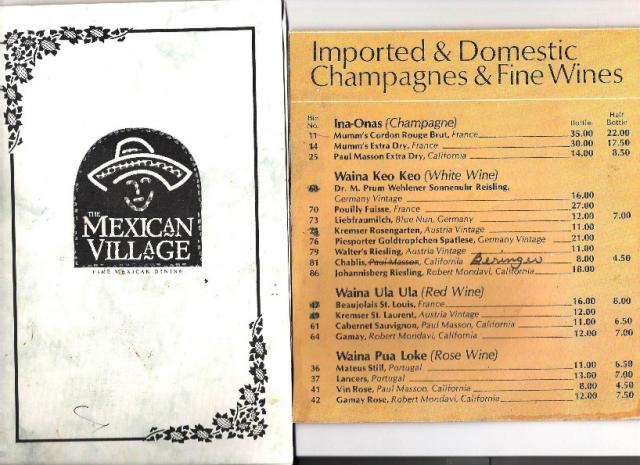 THE
MEXICAN
VILLAGE
FINE MEXICAN DINING
Imported & Domestic
Champagnes & Fine Wines
Bin No. Ina-Onas (Champagne) Bottle Half Bottle
11 Mumm's Cordon Rouge Brut, France 35.00 22.00
14 Mumm's Extra Dry, France 30.00 17.50
25 Paul Masson Extra Dry, California 14.00 8.50
Waina Keo Keo (White Wine)
Dr. M. Prum Wehlener Sonnenuhr Reisling,
Germany Vintage 16.00
70 Pouilly Fuisse, France 27.00
73 Liebfraumilch, Blue Nun, Germany 12.00 7.00
Kremser Rosengarten, Austria Vintage 11.00
76 Piesporter Goldtropfchen Spatlese, Germany Vintage 21.00
79 Walter's Riesling, Austria Vintage 11.00
81 Chablis, Paul Masson, California Beringer 8.00 4.50
86 Johannisberg Riesling, Robert Mondavi, California 18.00
Waina Ula Ula (Red Wine)
Beaujolais St. Louis, France 16.00 8.00
Kremser St. Laurent, Austria Vintage 12.00
61 Cabernet Sauvignon, Paul Masson, California 11.00 6.50
64 Gamay, Robert Mondavi, California 12.00 7.00
Waina Pua Loke (Rose Wine)
36 Mateus Still, Portugal 11.00 6.50
37 Lancers, Portugal 13.00 7.00
41 Vin Rose, Paul Masson, California 8.00 4.50
42 Gamay Rose, Robert Mondavi, California 12.00 7.50